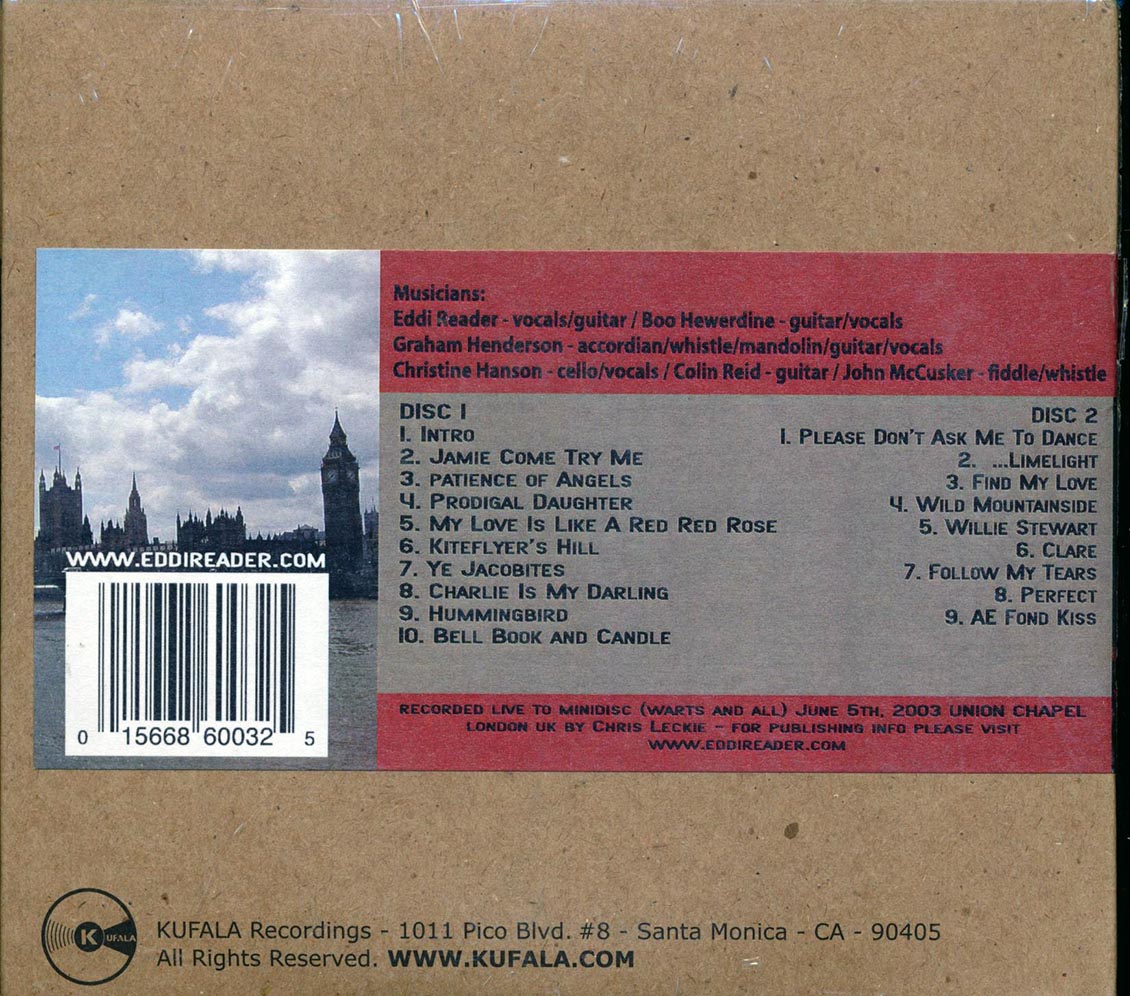 Musicians:
Eddi Reader - vocals/guitar / Boo Hewerdine - guitar/vocals
Graham Henderson - accordian/whistle/mandolin/guitar/vocals
Christine Hanson - cello/vocals / Colin Reid - guitar / John McCusker - fiddle/whistle
DISC 1
1. Intro
2. Jamie Come Try Me
3. patience of Angels
4. Prodigal Daughter
5. My Love Is Like A Red Red Rose
6. Kiteflyer's Hill
7. Ye Jacobites
8. Charlie Is My Darling
9. Hummingbird
10. Bell Book and Candle
DISC 2
1. Please Don't Ask Me To Dance
2. ...Limelight
3. Find My Love
4. Wild Mountainside
5. Willie Stewart
6. Clare
7. Follow My Tears
8. Perfect
9. AE Fond Kiss
WWW.EDDIREADER.COM
0 15668 60032 5
recorded live to minidisc (warts and all) June 5th, 2003 union chapel
london uk by Chris Leckie - for publishing info please visit
www.eddireader.com
KUFALA
KUFALA Recordings - 1011 Pico Blvd. #8 - Santa Monica - CA - 90405
All Rights Reserved. WWW.KUFALA.COM